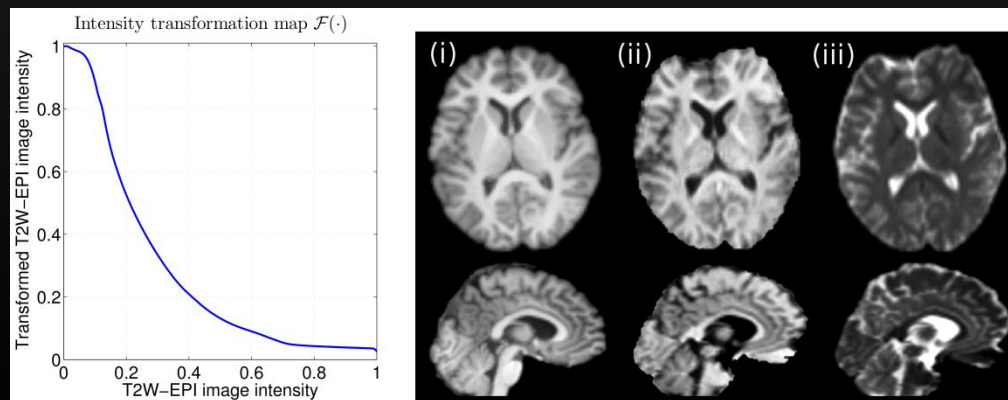 Intensity transformation map F(·)
Transformed T2W-EPI image intensity
1
0.8
0.6
0.4
0.2
0
0 0.2 0.4 0.6 0.8 1
T2W-EPI image intensity
(i) (ii) (iii)